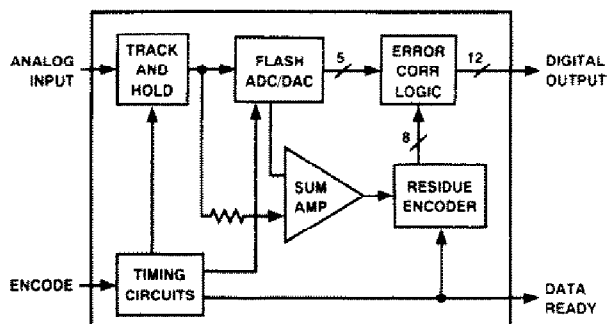 ANALOG
INPUT
TRACK
AND
HOLD
FLASH
ADC/DAC
5
ERROR
CORR
LOGIC
12
DIGITAL
OUTPUT
8
SUM
AMP
RESIDUE
ENCODER
ENCODE
TIMING
CIRCUITS
DATA
READY